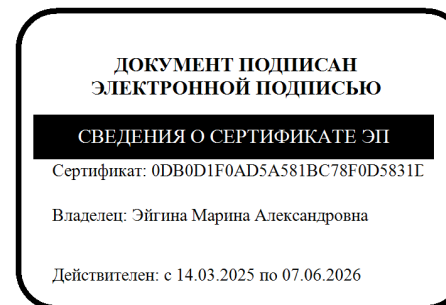 ДОКУМЕНТ ПОДПИСАН
ЭЛЕКТРОННОЙ ПОДПИСЬЮ
СВЕДЕНИЯ О СЕРТИФИКАТЕ ЭП
Сертификат: 0DB0D1F0AD5A581BC78F0D5831
Владелец: Эйгина Марина Александровна
Действителен: с 14.03.2025 по 07.06.2026